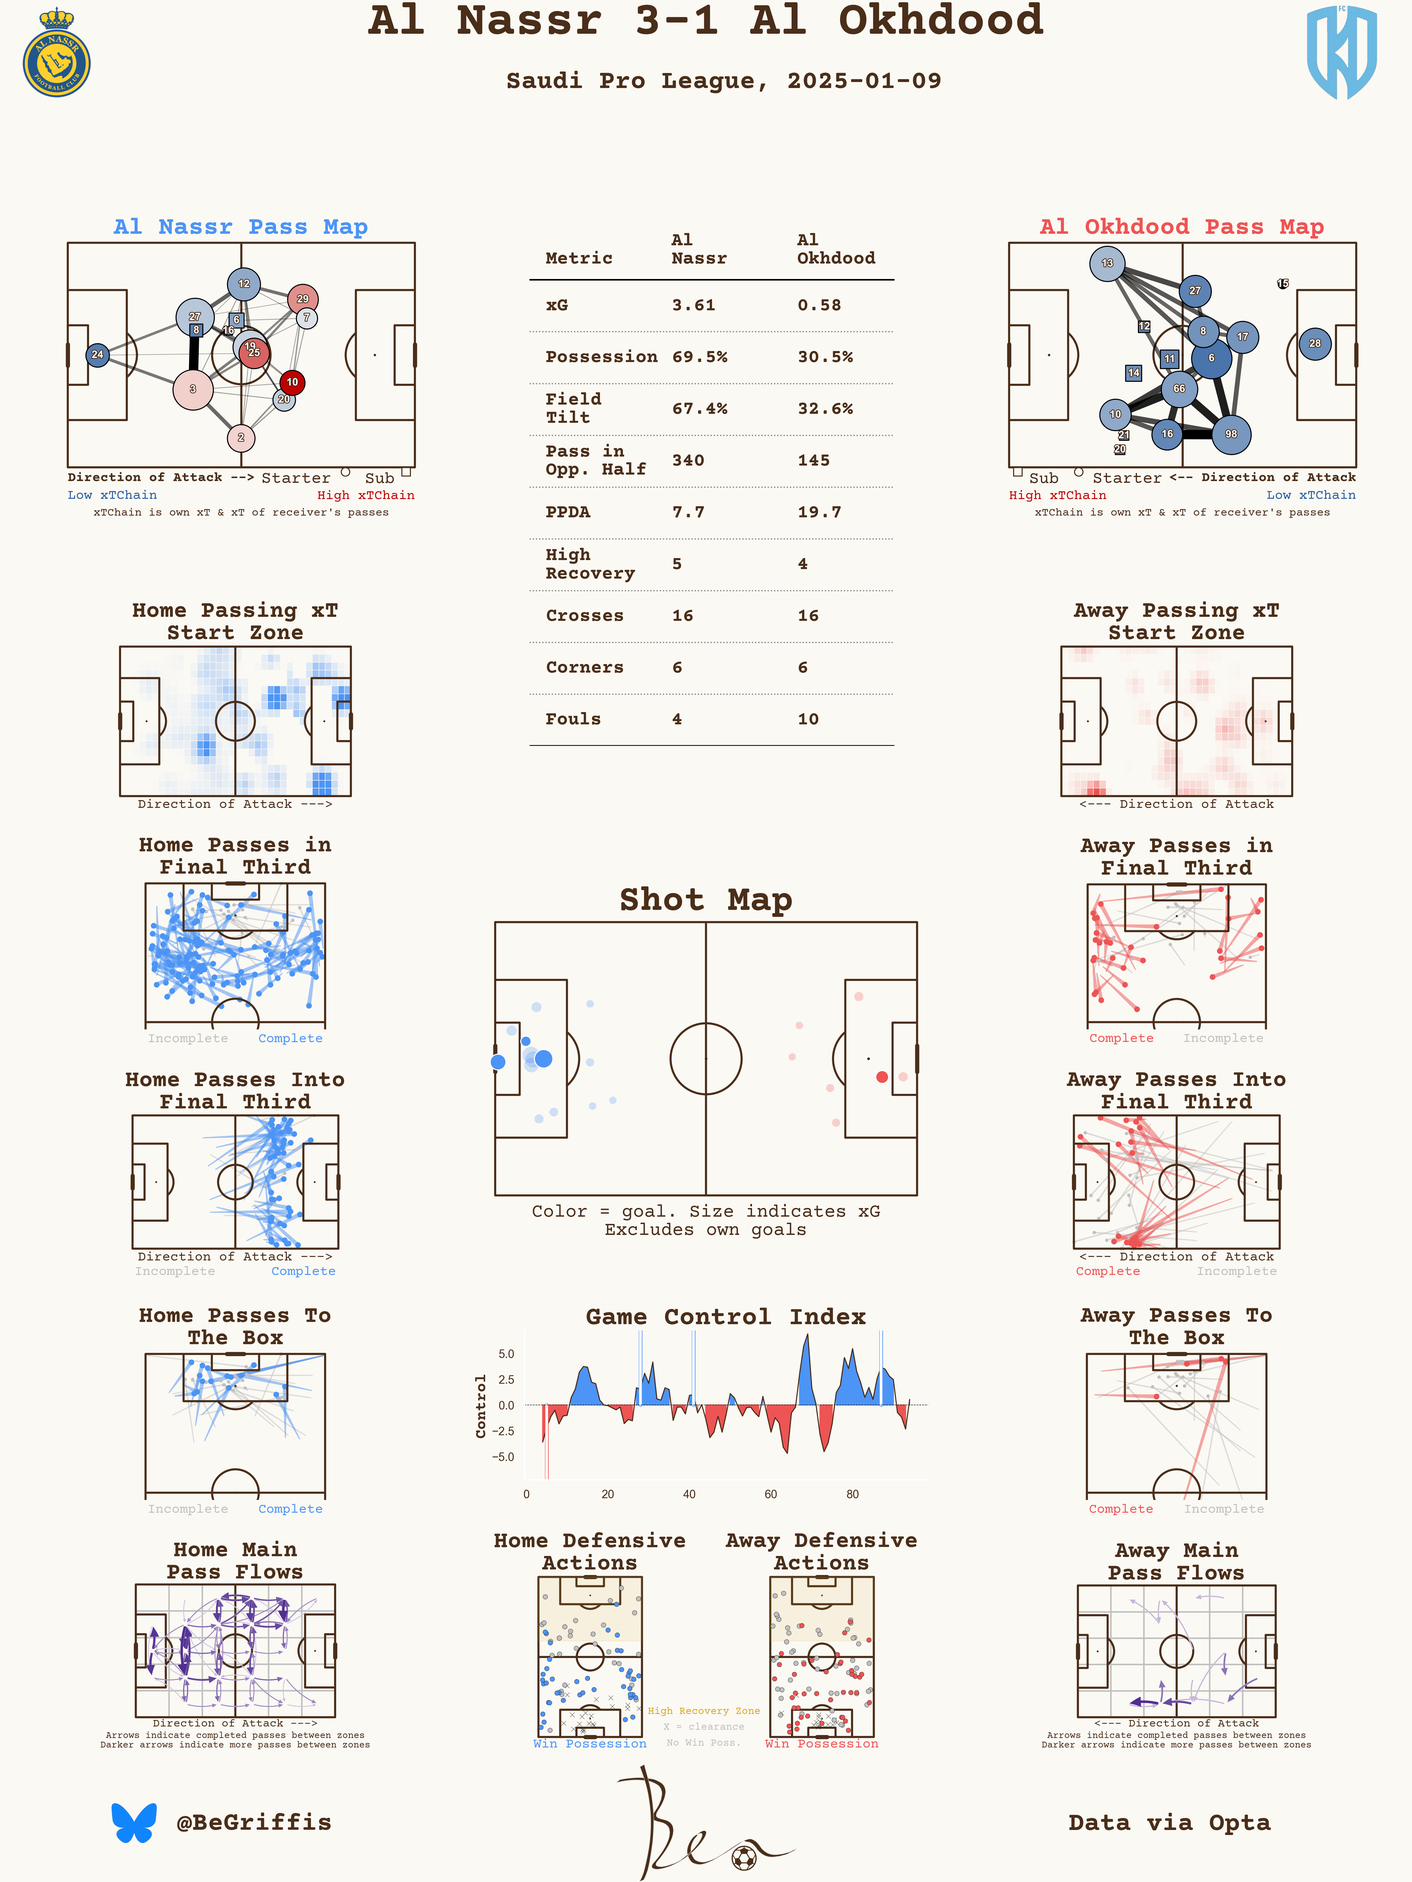 Al Nassr 3-1 Al Okhdood
Saudi Pro League, 2025-01-09
AL NASSR
FOOTBALL CLUB
FC
Al Nassr Pass Map
12
29
27
7
8
16
6
19
25
24
3
10
20
2
Direction of Attack --> Starter Sub
Low xTChain High xTChain
xTChain is own xT & xT of receiver's passes
Metric Al Nassr Al Okhdood
xG 3.61 0.58
Possession 69.5% 30.5%
Field Tilt 67.4% 32.6%
Pass in Opp. Half 340 145
PPDA 7.7 19.7
High Recovery 5 4
Crosses 16 16
Corners 6 6
Fouls 4 10
Al Okhdood Pass Map
13
15
27
12
8
17
28
11
6
14
66
10
21
16
98
20
Sub Starter <-- Direction of Attack
High xTChain Low xTChain
xTChain is own xT & xT of receiver's passes
Home Passing xT
Start Zone
Direction of Attack --->
Away Passing xT
Start Zone
<--- Direction of Attack
Home Passes in
Final Third
Incomplete Complete
Shot Map
Color = goal. Size indicates xG
Excludes own goals
Away Passes in
Final Third
Complete Incomplete
Home Passes Into
Final Third
Direction of Attack --->
Incomplete Complete
Away Passes Into
Final Third
<--- Direction of Attack
Complete Incomplete
Home Passes To
The Box
Incomplete Complete
Game Control Index
Control
5.0
2.5
0.0
−2.5
−5.0
0 20 40 60 80
Away Passes To
The Box
Complete Incomplete
Home Main
Pass Flows
Direction of Attack --->
Arrows indicate completed passes between zones
Darker arrows indicate more passes between zones
Home Defensive
Actions
Win Possession
High Recovery Zone
X = clearance
No Win Poss.
Away Defensive
Actions
Win Possession
Away Main
Pass Flows
<--- Direction of Attack
Arrows indicate completed passes between zones
Darker arrows indicate more passes between zones
@BeGriffis
Ben
Data via Opta